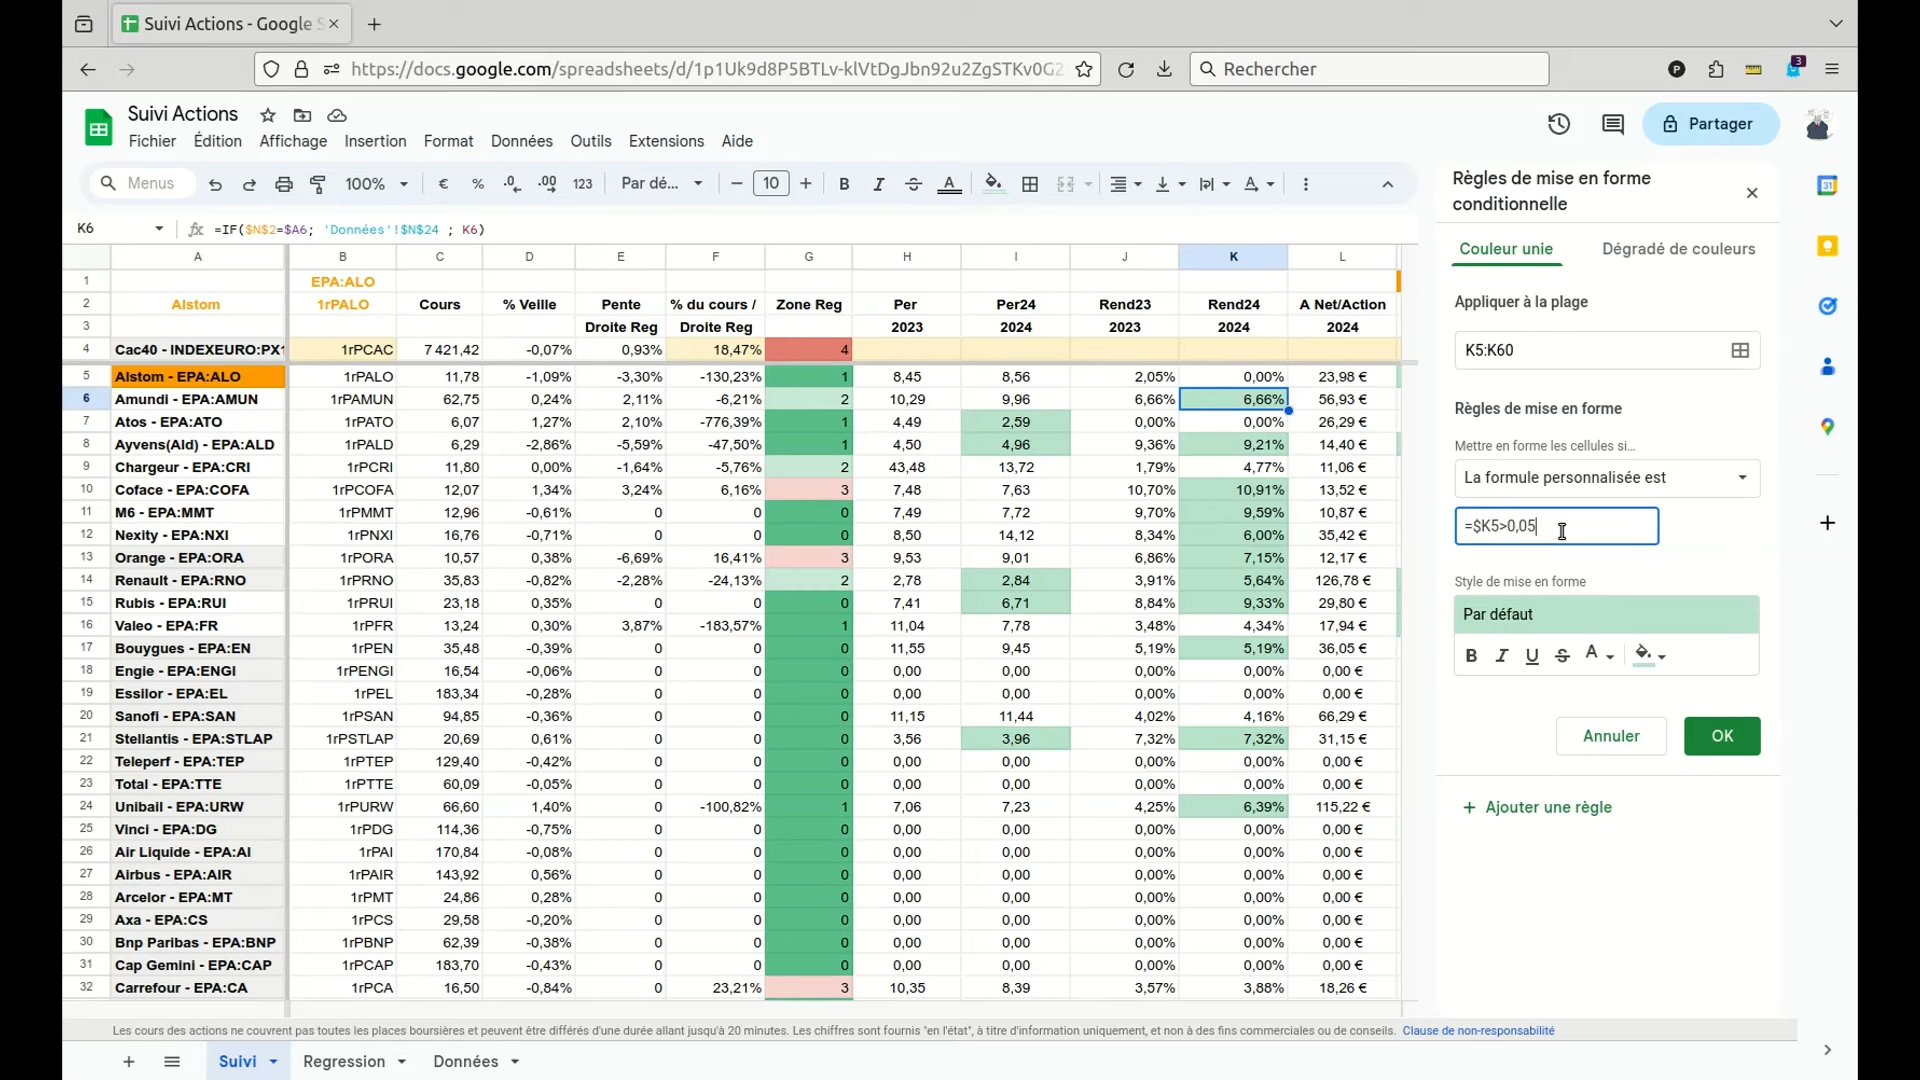 Suivi Actions - Google S
https://docs.google.com/spreadsheets/d/1p1Uk9d8P5BTLv-klVtDgJbn92u2ZgSTKv0G2
Rechercher
P
3
Suivi Actions
Fichier Édition Affichage Insertion Format Données Outils Extensions Aide
Partager
Menus 100% € % .0 .00 123 Par dé... 10 B I A
K6 fx =IF($N$2=$A6; 'Données'!$N$24 ; K6)
A B C D E F G H I J K L
1 EPA:ALO
2 Alstom 1rPALO Cours % Veille Pente % du cours / Zone Reg Per Per24 Rend23 Rend24 A Net/Action
3 Droite Reg Droite Reg 2023 2024 2023 2024 2024
4 Cac40 - INDEXEURO:PX1 1rPCAC 7 421,42 -0,07% 0,93% 18,47% 4
5 Alstom - EPA:ALO 1rPALO 11,78 -1,09% -3,30% -130,23% 1 8,45 8,56 2,05% 0,00% 23,98 €
6 Amundi - EPA:AMUN 1rPAMUN 62,75 0,24% 2,11% -6,21% 2 10,29 9,96 6,66% 6,66% 56,93 €
7 Atos - EPA:ATO 1rPATO 6,07 1,27% 2,10% -776,39% 1 4,49 2,59 0,00% 0,00% 26,29 €
8 Ayvens(Ald) - EPA:ALD 1rPALD 6,29 -2,86% -5,59% -47,50% 1 4,50 4,96 9,36% 9,21% 14,40 €
9 Chargeur - EPA:CRI 1rPCRI 11,80 0,00% -1,64% -5,76% 2 43,48 13,72 1,79% 4,77% 11,06 €
10 Coface - EPA:COFA 1rPCOFA 12,07 1,34% 3,24% 6,16% 3 7,48 7,63 10,70% 10,91% 13,52 €
11 M6 - EPA:MMT 1rPMMT 12,96 -0,61% 0 0 0 7,49 7,72 9,70% 9,59% 10,87 €
12 Nexity - EPA:NXI 1rPNXI 16,76 -0,71% 0 0 0 8,50 14,12 8,34% 6,00% 35,42 €
13 Orange - EPA:ORA 1rPORA 10,57 0,38% -6,69% 16,41% 3 9,53 9,01 6,86% 7,15% 12,17 €
14 Renault - EPA:RNO 1rPRNO 35,83 -0,82% -2,28% -24,13% 2 2,78 2,84 3,91% 5,64% 126,78 €
15 Rubis - EPA:RUI 1rPRUI 23,18 0,35% 0 0 0 7,41 6,71 8,84% 9,33% 29,80 €
16 Valeo - EPA:FR 1rPFR 13,24 0,30% 3,87% -183,57% 1 11,04 7,78 3,48% 4,34% 17,94 €
17 Bouygues - EPA:EN 1rPEN 35,48 -0,39% 0 0 0 11,55 9,45 5,19% 5,19% 36,05 €
18 Engie - EPA:ENGI 1rPENGI 16,54 -0,06% 0 0 0 0,00 0,00 0,00% 0,00% 0,00 €
19 Essilor - EPA:EL 1rPEL 183,34 -0,28% 0 0 0 0,00 0,00 0,00% 0,00% 0,00 €
20 Sanofi - EPA:SAN 1rPSAN 94,85 -0,36% 0 0 0 11,15 11,44 4,02% 4,16% 66,29 €
21 Stellantis - EPA:STLAP 1rPSTLAP 20,69 0,61% 0 0 0 3,56 3,96 7,32% 7,32% 31,15 €
22 Teleperf - EPA:TEP 1rPTEP 129,40 -0,42% 0 0 0 0,00 0,00 0,00% 0,00% 0,00 €
23 Total - EPA:TTE 1rPTTE 60,09 -0,05% 0 0 0 0,00 0,00 0,00% 0,00% 0,00 €
24 Unibail - EPA:URW 1rPURW 66,60 1,40% 0 -100,82% 1 7,06 7,23 4,25% 6,39% 115,22 €
25 Vinci - EPA:DG 1rPDG 114,36 -0,75% 0 0 0 0,00 0,00 0,00% 0,00% 0,00 €
26 Air Liquide - EPA:AI 1rPAI 170,84 -0,08% 0 0 0 0,00 0,00 0,00% 0,00% 0,00 €
27 Airbus - EPA:AIR 1rPAIR 143,92 0,56% 0 0 0 0,00 0,00 0,00% 0,00% 0,00 €
28 Arcelor - EPA:MT 1rPMT 24,86 0,28% 0 0 0 0,00 0,00 0,00% 0,00% 0,00 €
29 Axa - EPA:CS 1rPCS 29,58 -0,20% 0 0 0 0,00 0,00 0,00% 0,00% 0,00 €
30 Bnp Paribas - EPA:BNP 1rPBNP 62,39 -0,38% 0 0 0 0,00 0,00 0,00% 0,00% 0,00 €
31 Cap Gemini - EPA:CAP 1rPCAP 183,70 -0,43% 0 0 0 0,00 0,00 0,00% 0,00% 0,00 €
32 Carrefour - EPA:CA 1rPCA 16,50 -0,84% 0 23,21% 3 10,35 8,39 3,57% 3,88% 18,26 €
Règles de mise en forme
conditionnelle
Couleur unie Dégradé de couleurs
Appliquer à la plage
K5:K60
Règles de mise en forme
Mettre en forme les cellules si...
La formule personnalisée est
=$K5>0,05
Style de mise en forme
Par défaut
B I U S A
Annuler OK
+ Ajouter une règle
31
Les cours des actions ne couvrent pas toutes les places boursières et peuvent être différés d'une durée allant jusqu'à 20 minutes. Les chiffres sont fournis "en l'état", à titre d'information uniquement, et non à des fins commerciales ou de conseils. Clause de non-responsabilité
Suivi Regression Données